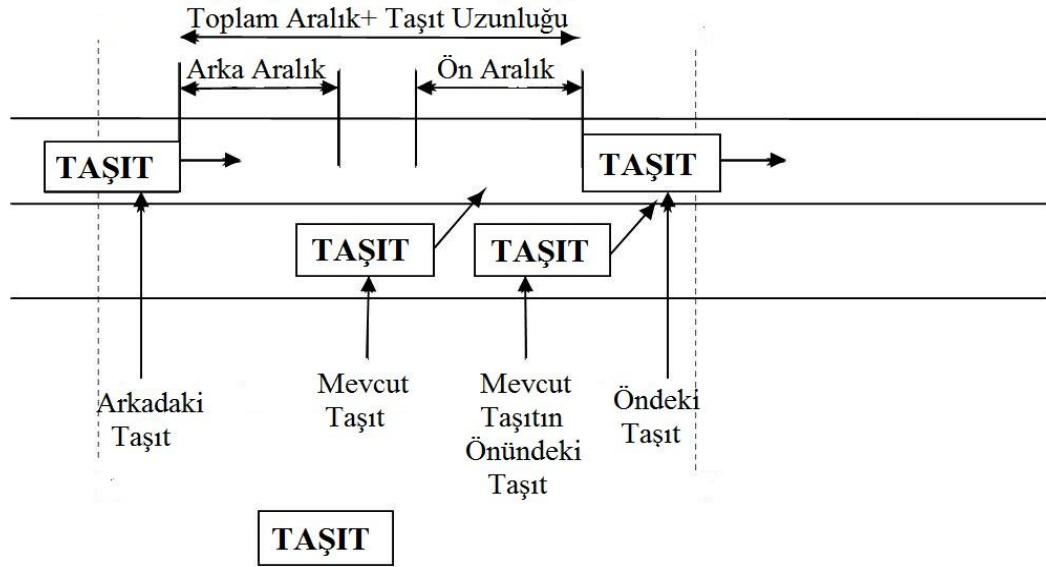 Toplam Aralık+ Taşıt Uzunluğu
Arka Aralık
Ön Aralık
TAŞIT
TAŞIT
TAŞIT
TAŞIT
Arkadaki
Taşıt
Mevcut
Taşıt
Mevcut
Taşıtın
Önündeki
Taşıt
Öndeki
Taşıt
TAŞIT